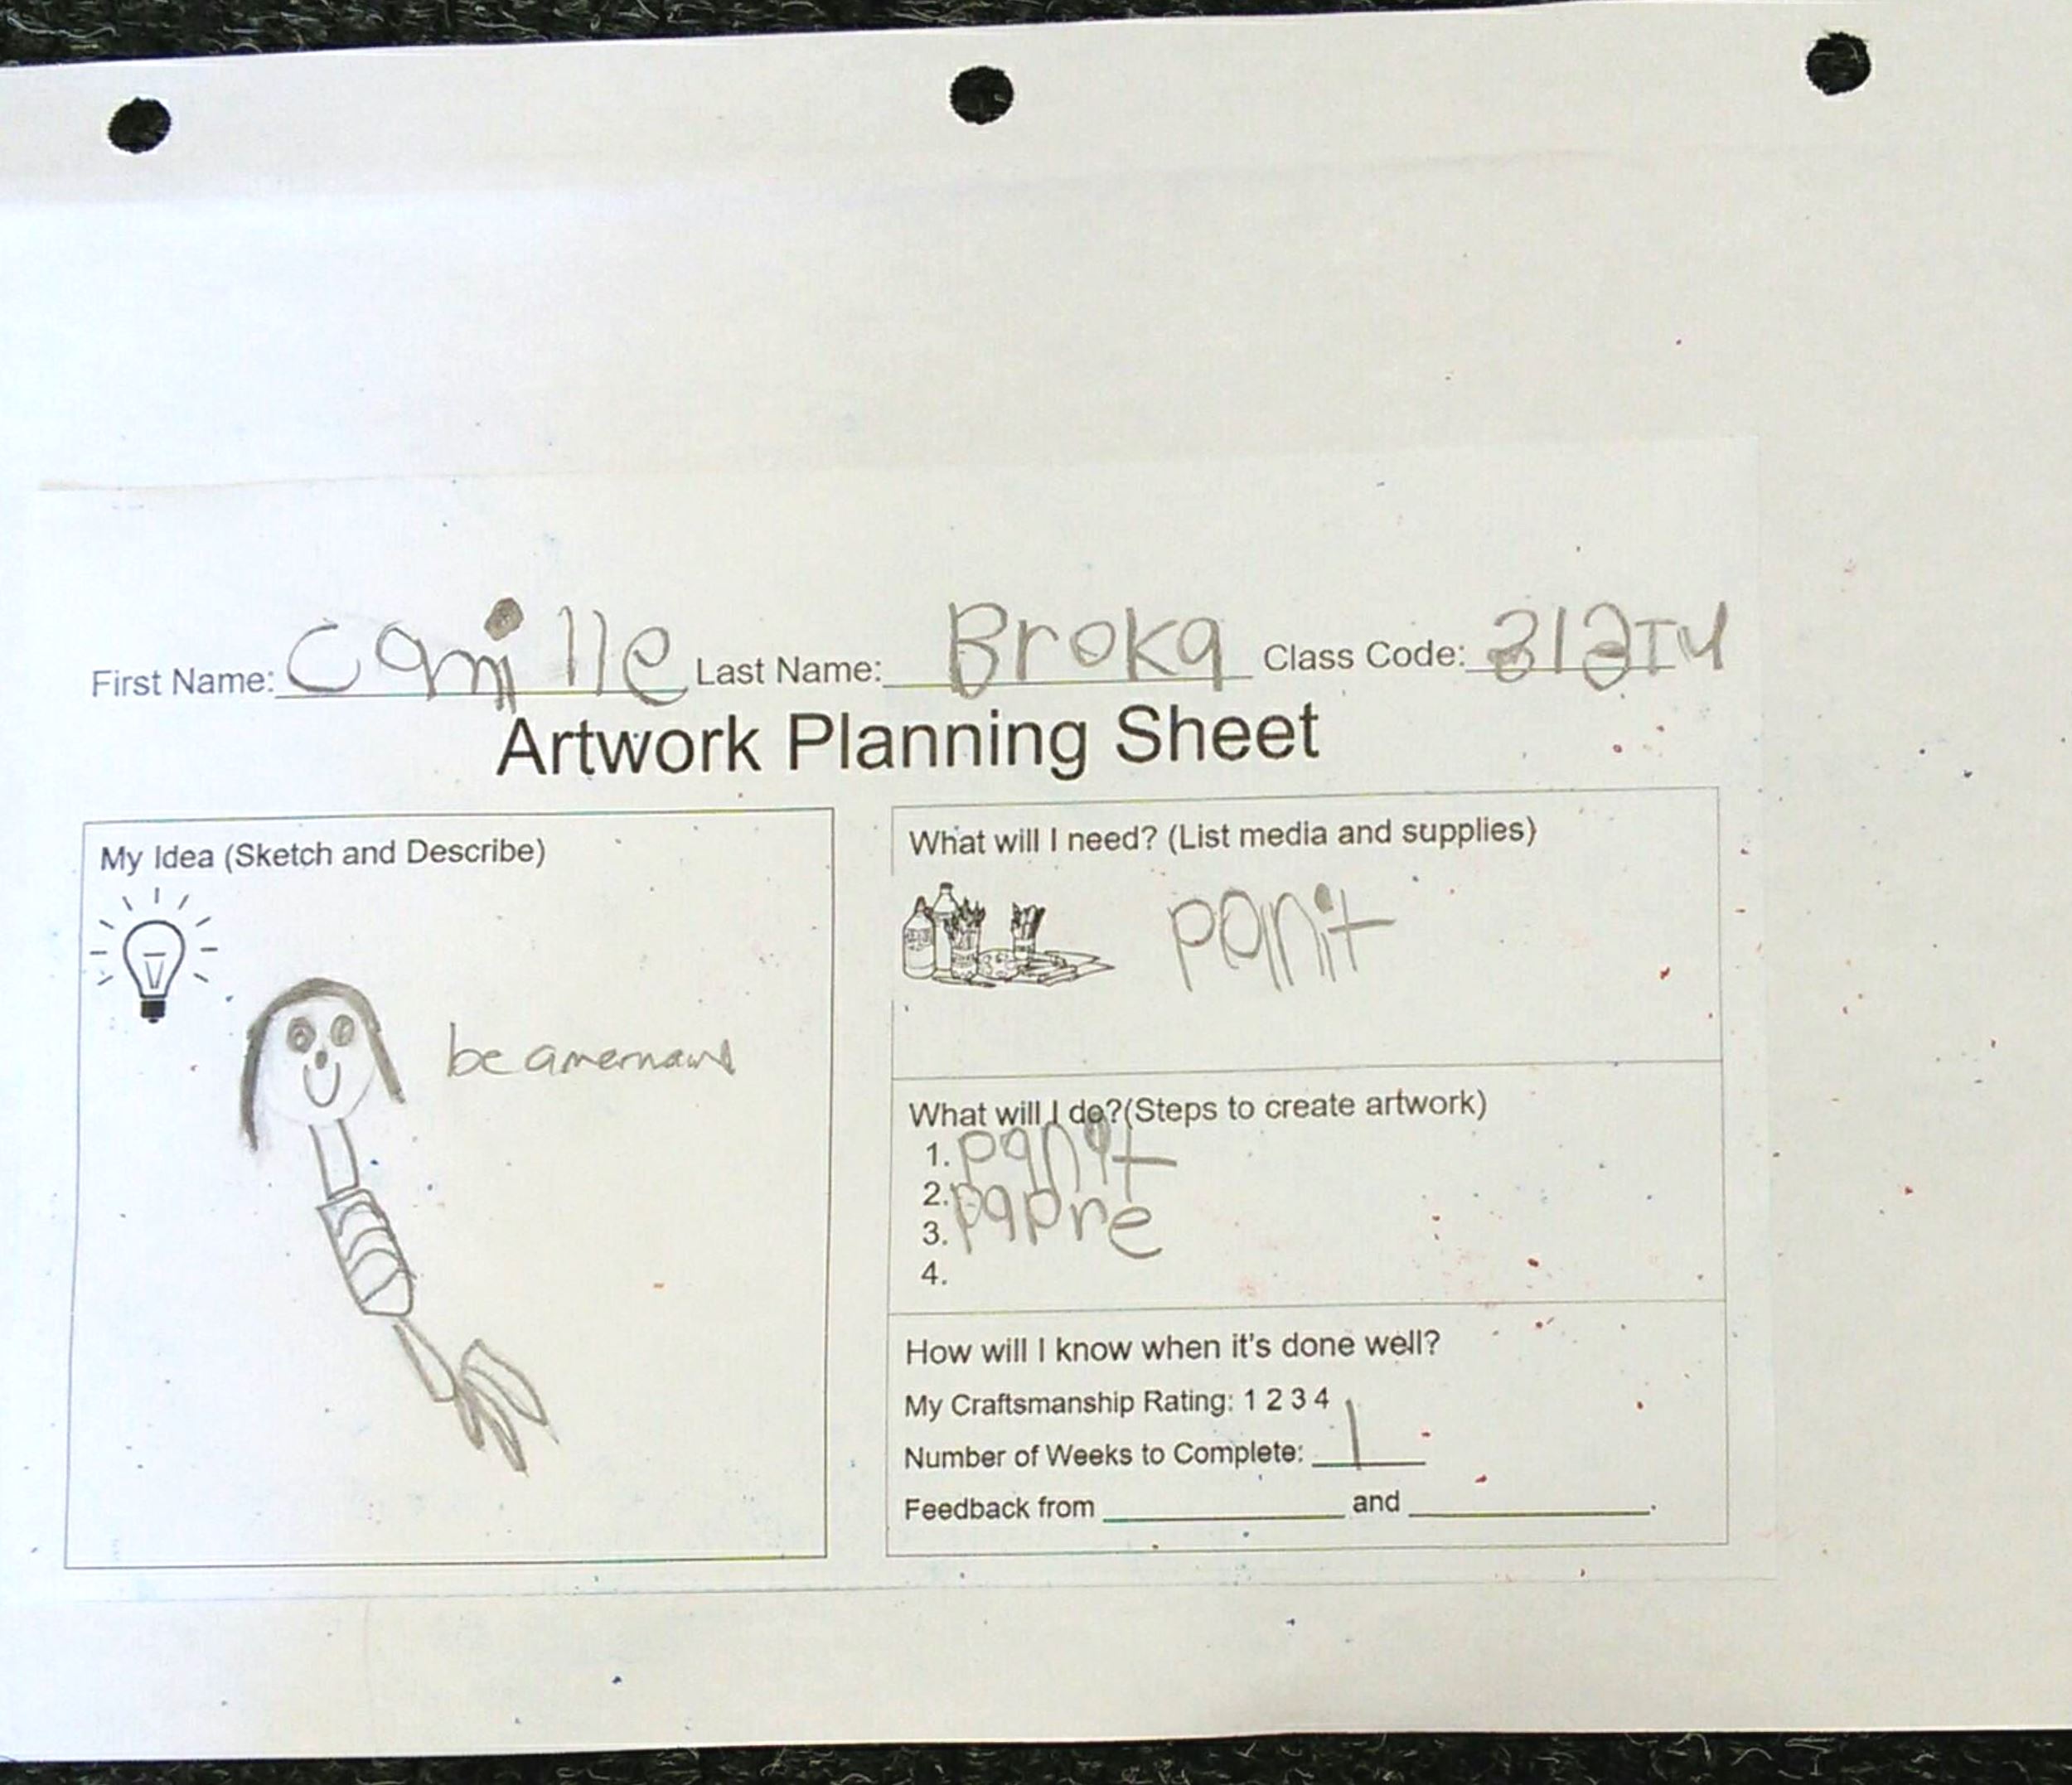 First Name: Camille Last Name: Broka Class Code: 313T4
Artwork Planning Sheet
My Idea (Sketch and Describe)
be a
What will I need? (List media and supplies)
panit
What will I do?(Steps to create artwork)
1. panit
2. papre
3.
4.
How will I know when it's done well?
My Craftsmanship Rating: 1 2 3 4
Number of Weeks to Complete: 1
Feedback from and .